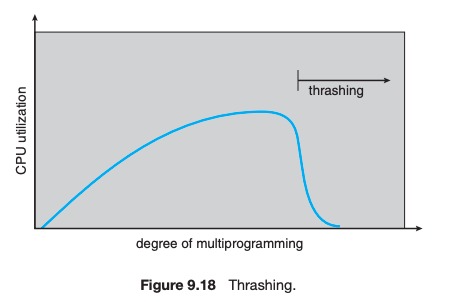 thrashing
CPU utilization
degree of multiprogramming
Figure 9.18 Thrashing.